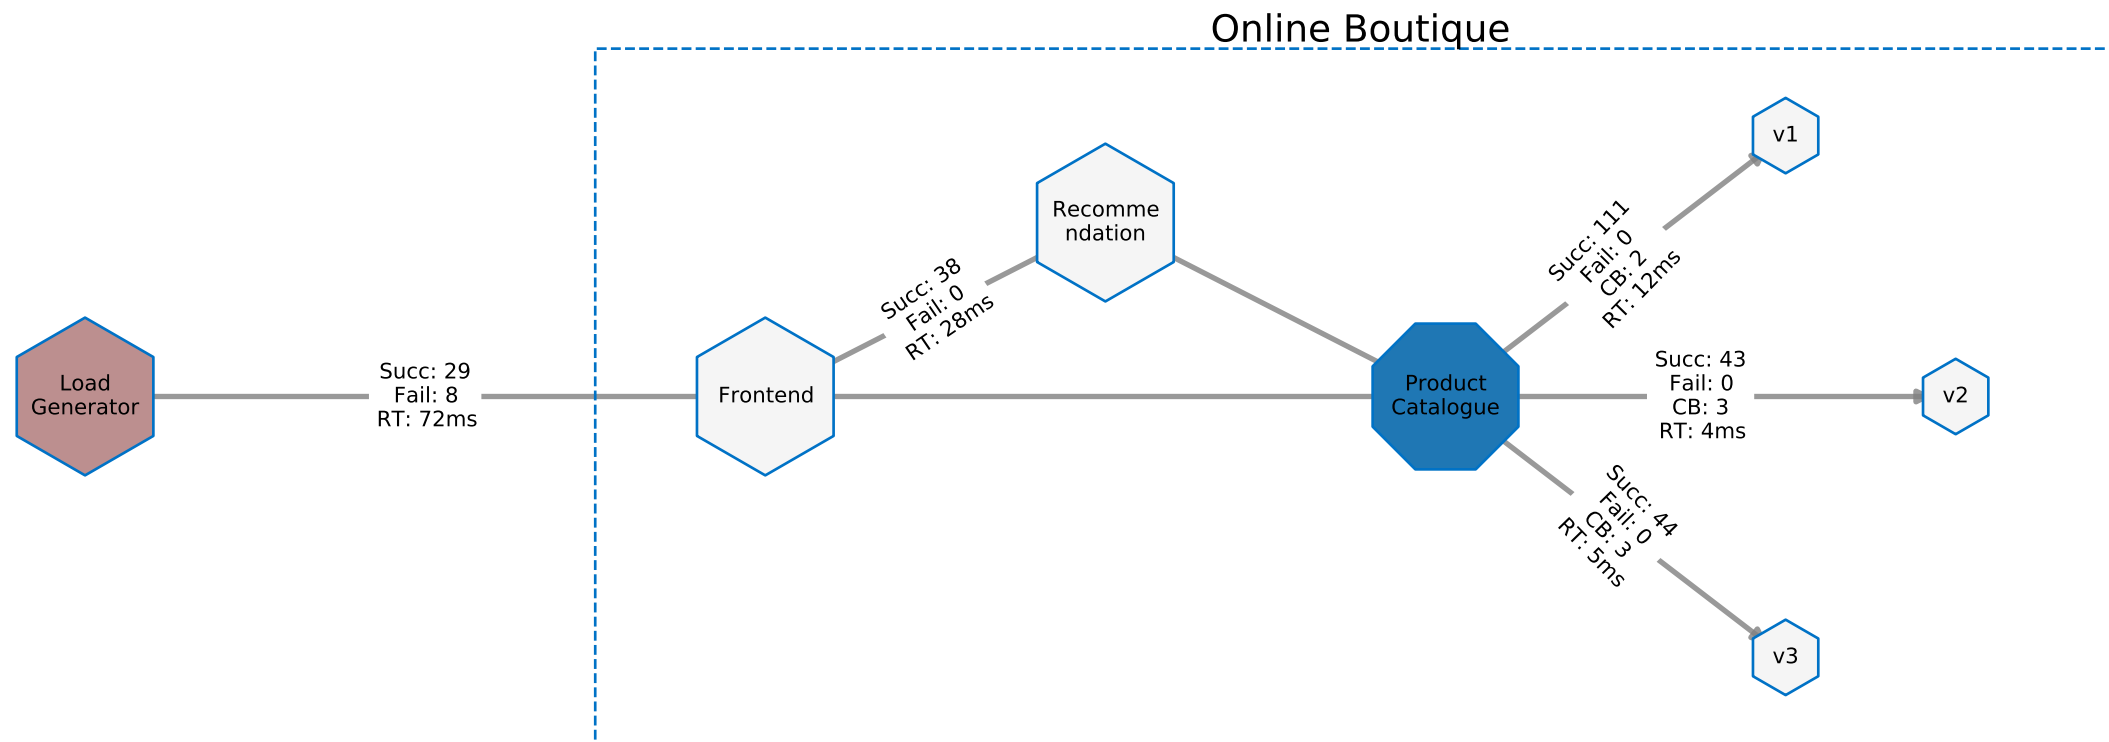 Online Boutique
Load
Generator
Succ: 29
Fail: 8
RT: 72ms
Frontend
Succ: 38
Fail: 0
RT: 28ms
Recomme
ndation
Product
Catalogue
Succ: 111
Fail: 0
CB: 2
RT: 12ms
v1
Succ: 43
Fail: 0
CB: 3
RT: 4ms
v2
Succ: 44
Fail: 0
CB: 3
RT: 5ms
v3